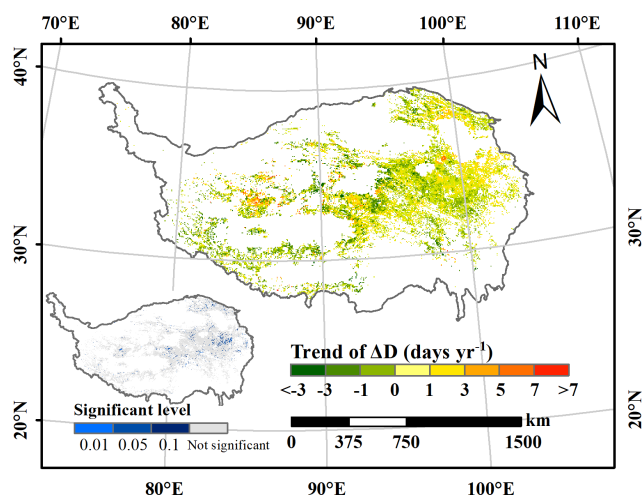 70°E 80°E 90°E 100°E 110°E
40°N
N
30°N
30°N
Trend of ΔD (days yr-1)
<-3 -3 -1 0 1 3 5 7 >7
Significant level
0.01 0.05 0.1 Not significant
km
0 375 750 1500
20°N
20°N
80°E 90°E 100°E